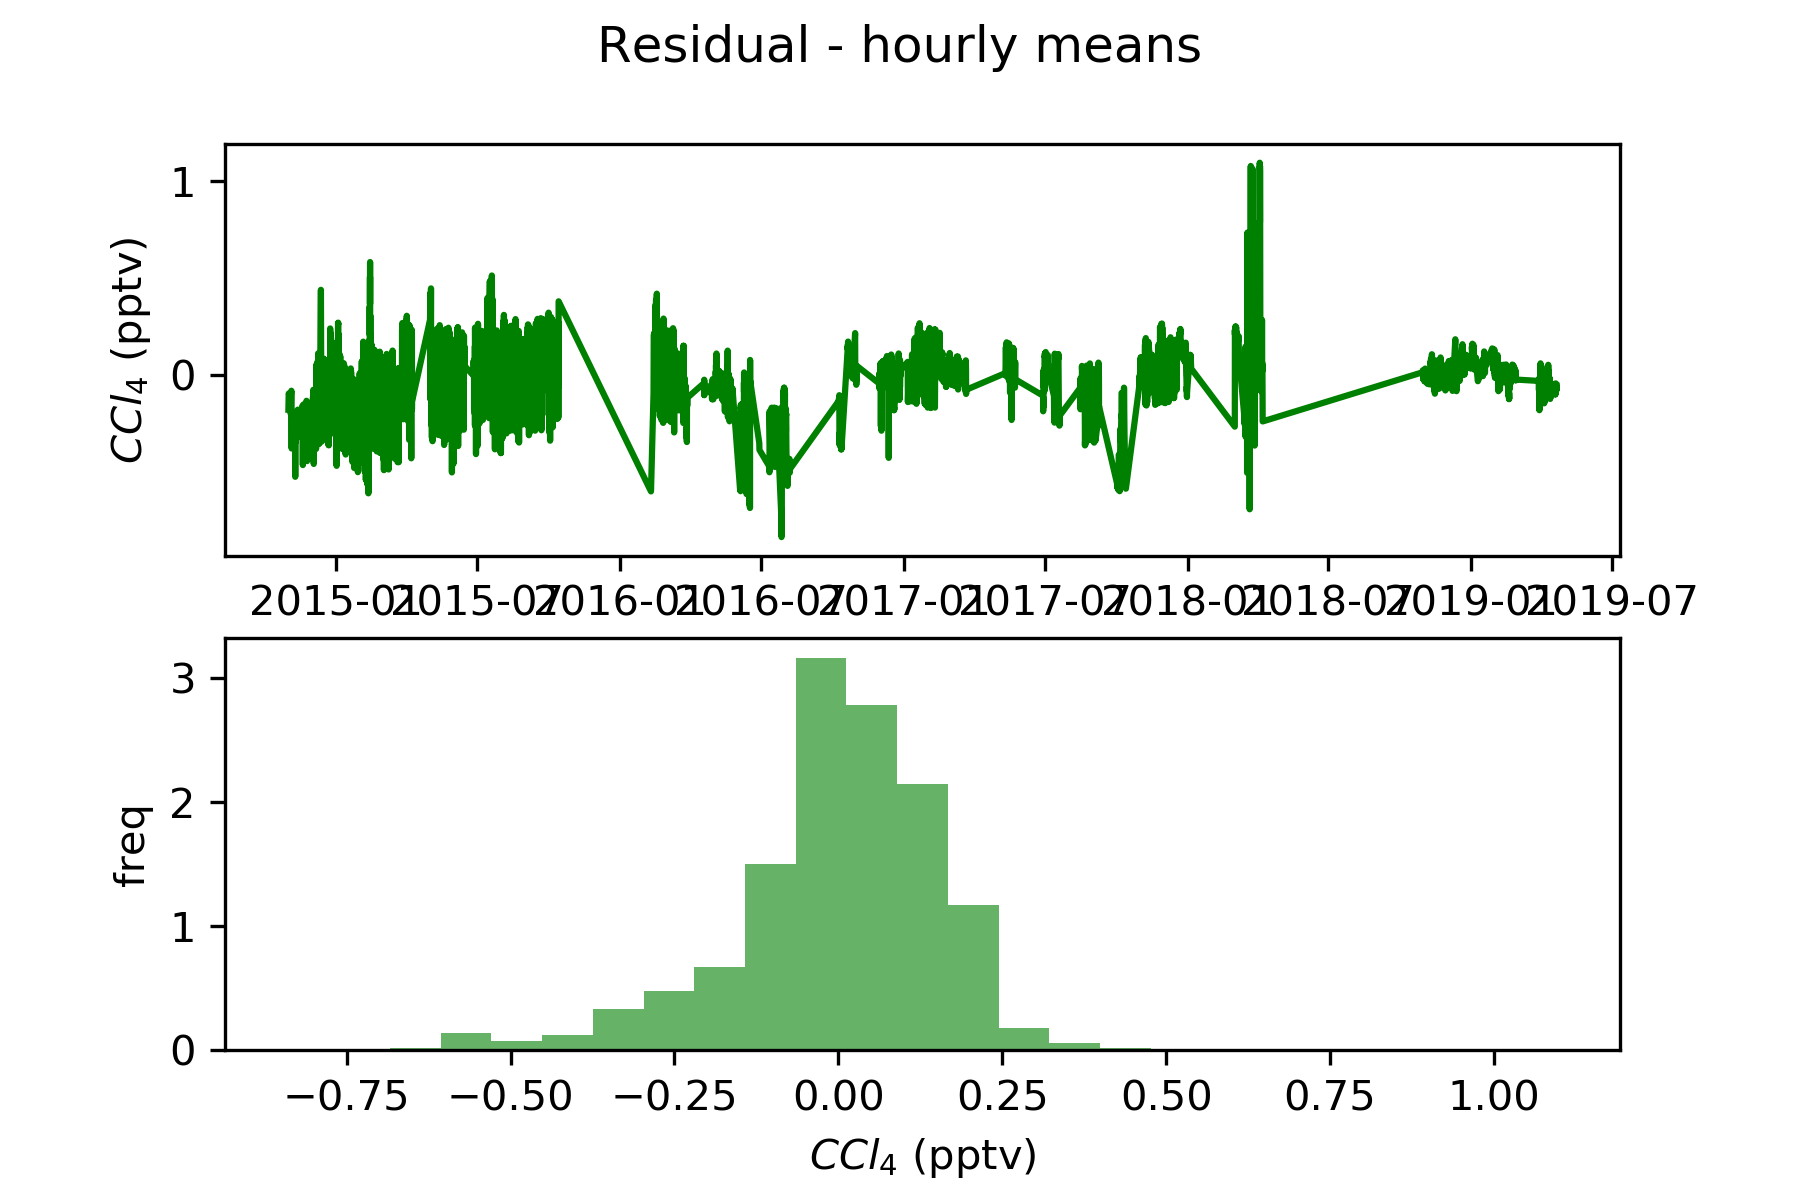 Residual - hourly means
CCl₄ (pptv)
1
0
2015-01 2015-07 2016-01 2016-07 2017-01 2017-07 2018-01 2018-07 2019-01 2019-07
freq
3
2
1
0
−0.75 −0.50 −0.25 0.00 0.25 0.50 0.75 1.00
CCl₄ (pptv)